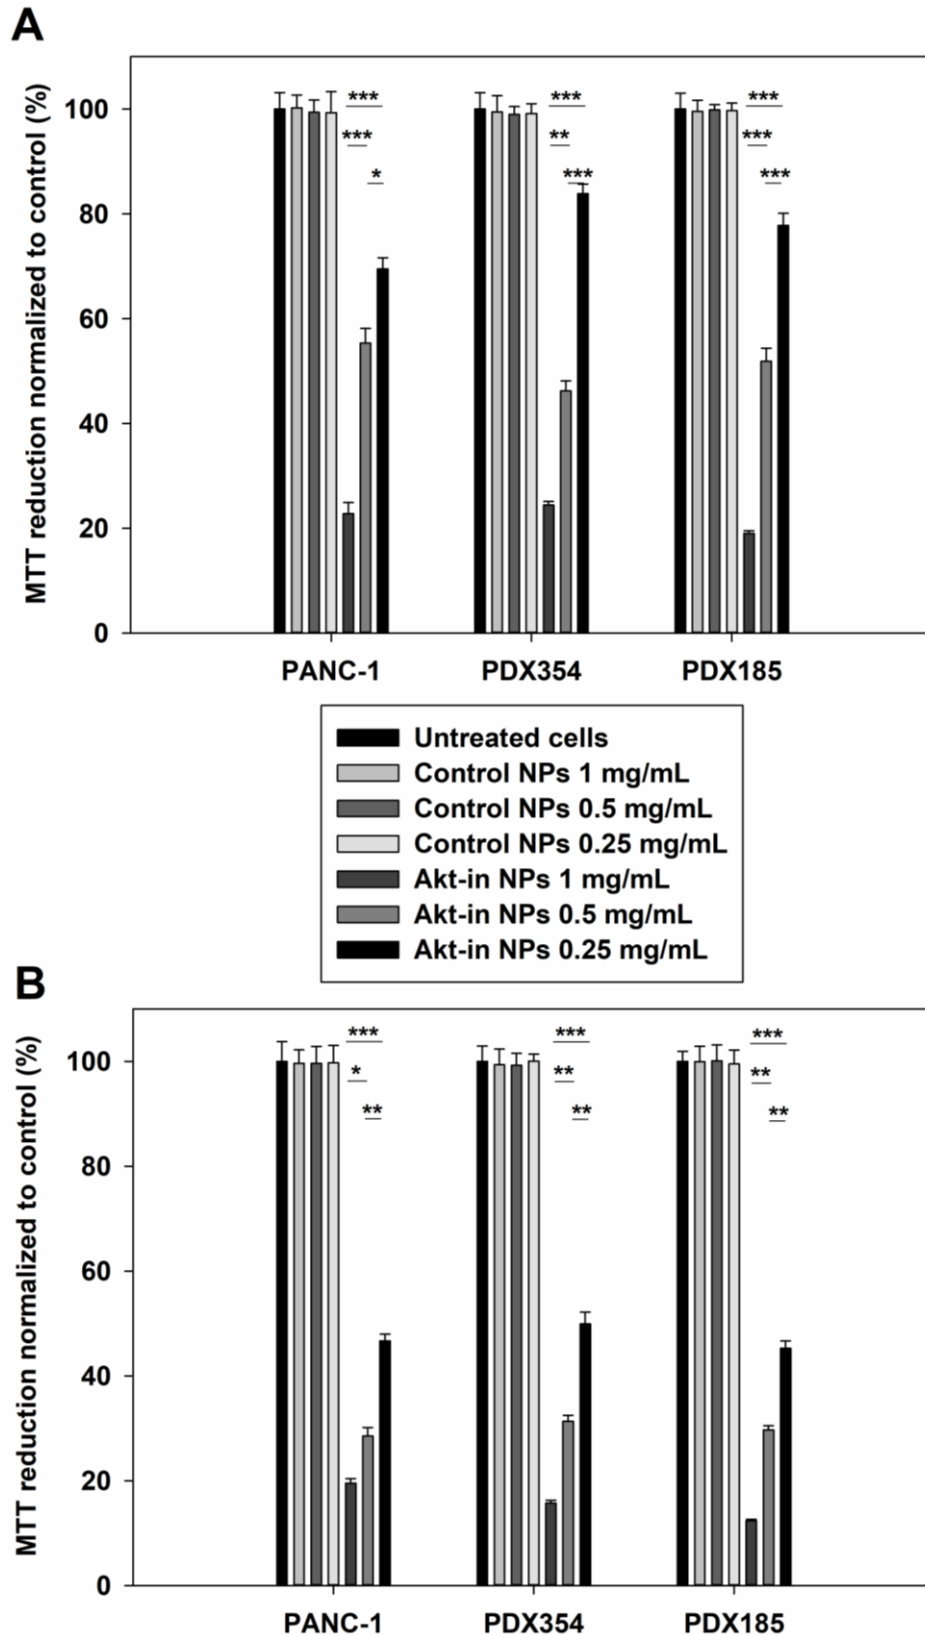 A
MTT reduction normalized to control (%)
100
80
60
40
20
0
*** *** ***
*** ** ***
* *** ***
PANC-1 PDX354 PDX185
Untreated cells
Control NPs 1 mg/mL
Control NPs 0.5 mg/mL
Control NPs 0.25 mg/mL
Akt-in NPs 1 mg/mL
Akt-in NPs 0.5 mg/mL
Akt-in NPs 0.25 mg/mL
B
MTT reduction normalized to control (%)
100
80
60
40
20
0
*** *** ***
* ** **
** ** **
PANC-1 PDX354 PDX185